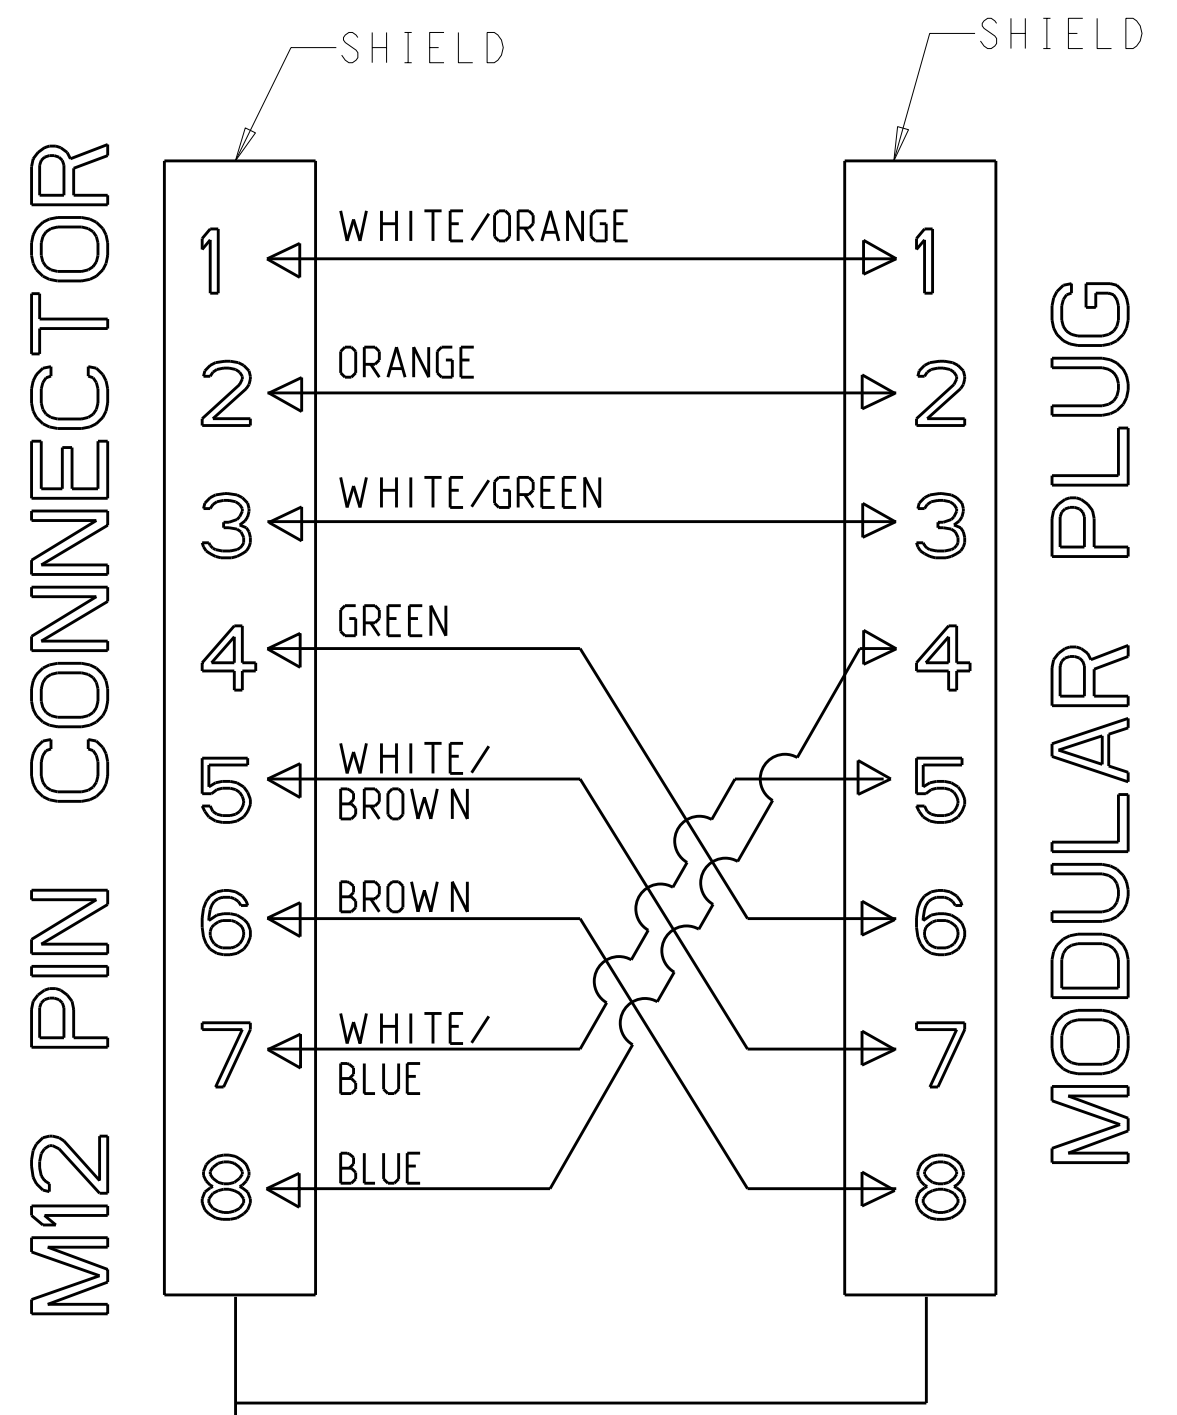 SHIELD
SHIELD
M12 PIN CONNECTOR
MODULAR PLUG
1
WHITE/ORANGE
1
2
ORANGE
2
3
WHITE/GREEN
3
4
GREEN
4
5
WHITE/
BROWN
5
6
BROWN
6
7
WHITE/
BLUE
7
8
BLUE
8